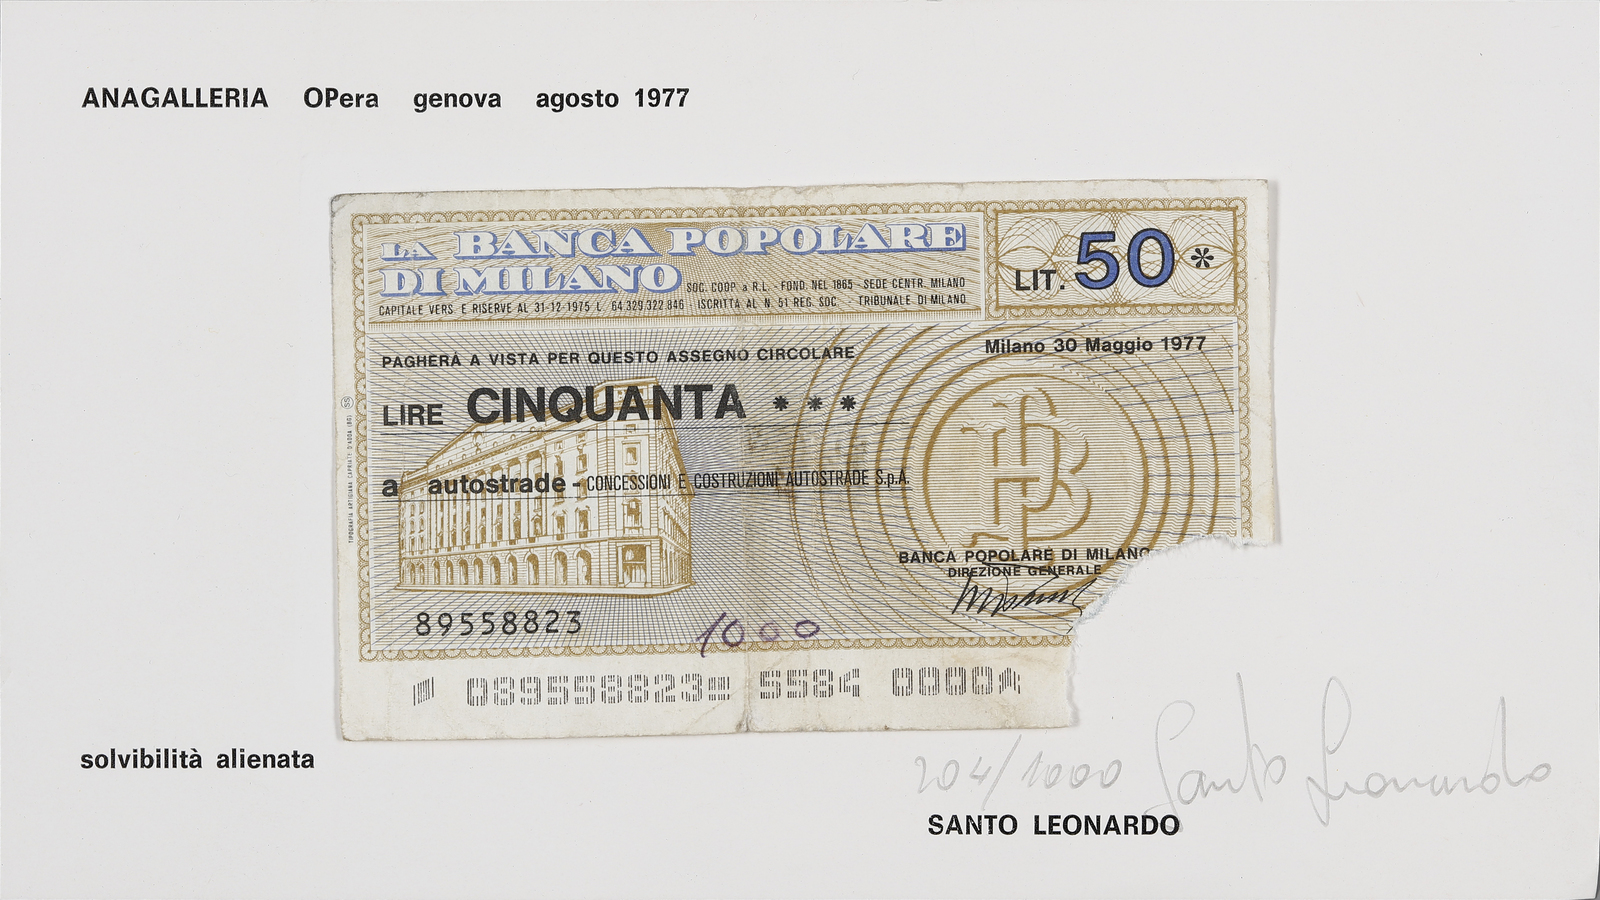 ANAGALLERIA OPera genova agosto 1977
LA BANCA POPOLARE
DI MILANO
SOC. COOP. a R.L. - FOND. NEL 1865 - SEDE CENTR. MILANO
CAPITALE VERS. E RISERVE AL 31-12-1975 L. 64.329.322.846 ISCRITTA AL N. 51 REG. SOC. TRIBUNALE DI MILANO
LIT. 50*
PAGHERÀ A VISTA PER QUESTO ASSEGNO CIRCOLARE
Milano 30 Maggio 1977
LIRE CINQUANTA * * *
a autostrade - CONCESSIONI E COSTRUZIONI AUTOSTRADE S.p.A.
BANCA POPOLARE DI MILANO
DIREZIONE GENERALE
89558823
1000
089558823 5584 0000A
solvibilità alienata
204/1000 Santo Leonardo
SANTO LEONARDO